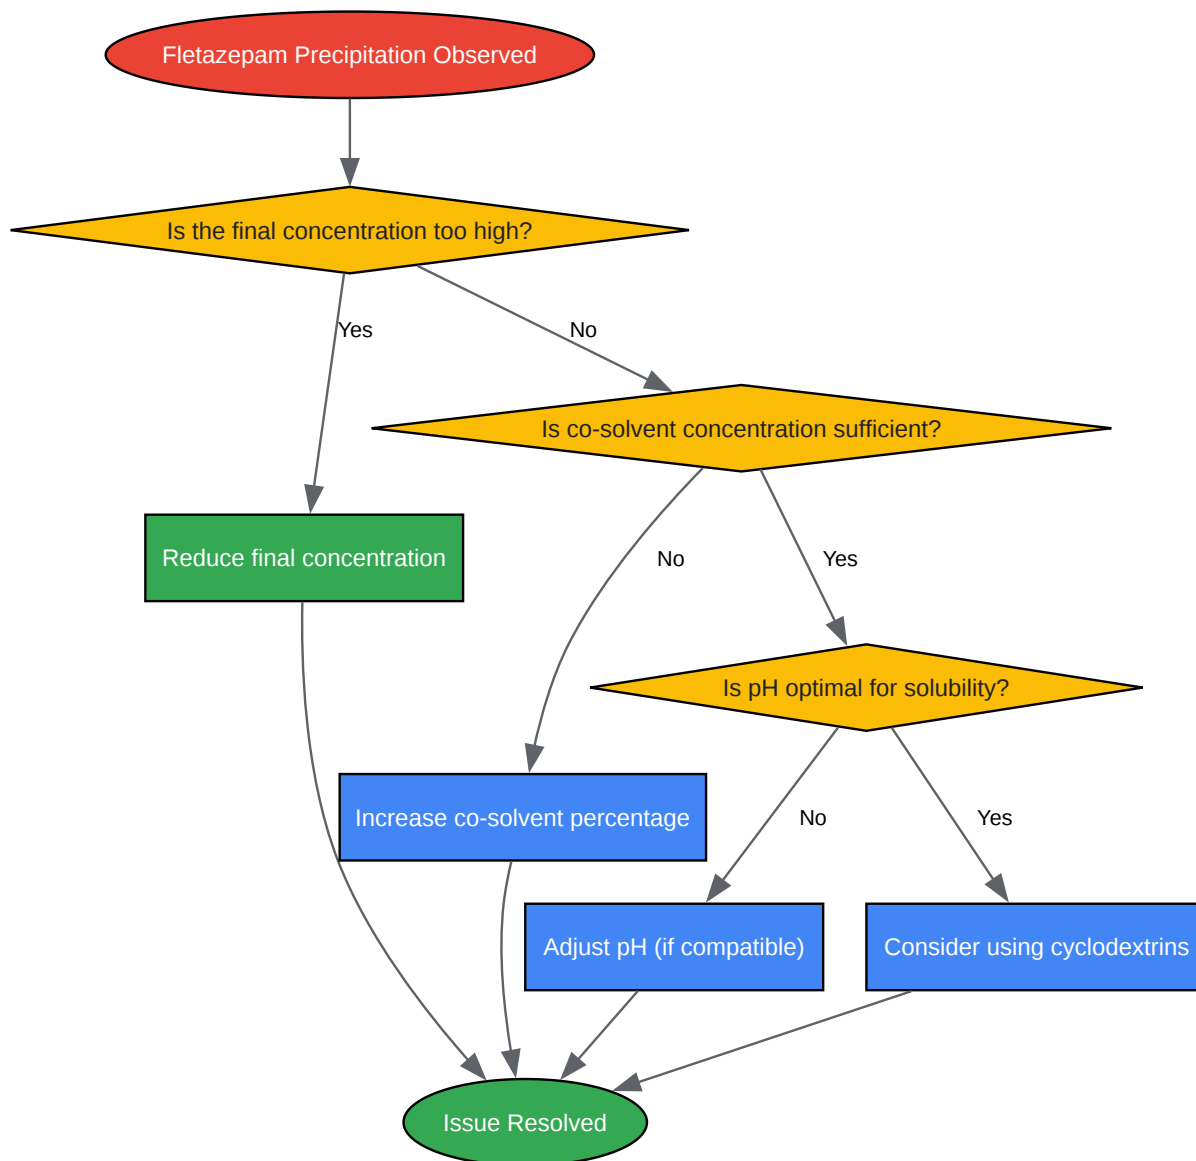 Fletazepam Precipitation Observed
Is the final concentration too high?
Yes
No
Is co-solvent concentration sufficient?
Reduce final concentration
No
Yes
Is pH optimal for solubility?
Increase co-solvent percentage
No
Yes
Adjust pH (if compatible)
Consider using cyclodextrins
Issue Resolved